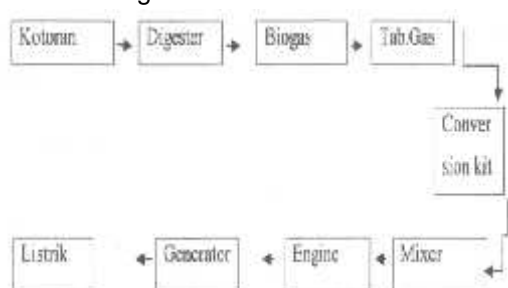 Kotoran
Digester
Biogas
Tab.Gas
Conver
sion kit
Mixer
Engine
Generator
Listrik